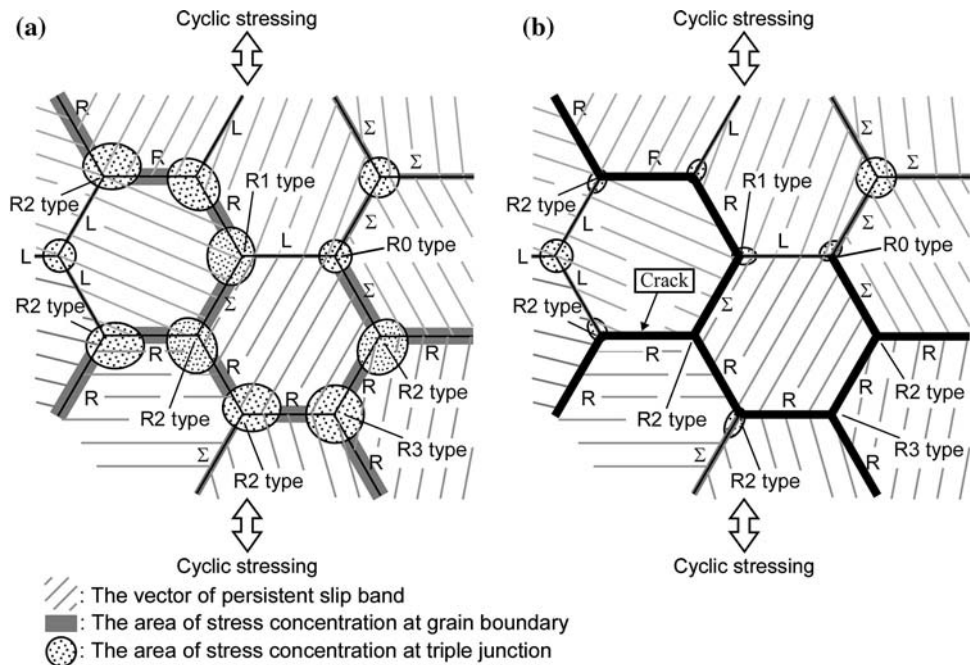 (a)
Cyclic stressing
R
L
Σ
R
Σ
R2 type
R1 type
R
Σ
L
R0 type
L
L
R2 type
Σ
Σ
R
R
R
R2 type
R
R2 type
R
R
R3 type
Σ
R2 type
R
Cyclic stressing
(b)
Cyclic stressing
R
L
Σ
R
Σ
R2 type
R1 type
R
Σ
L
R0 type
L
L
R2 type
Crack
Σ
Σ
R
R
R
R2 type
R
R2 type
R
R
R3 type
Σ
R2 type
R
Cyclic stressing
: The vector of persistent slip band
: The area of stress concentration at grain boundary
: The area of stress concentration at triple junction